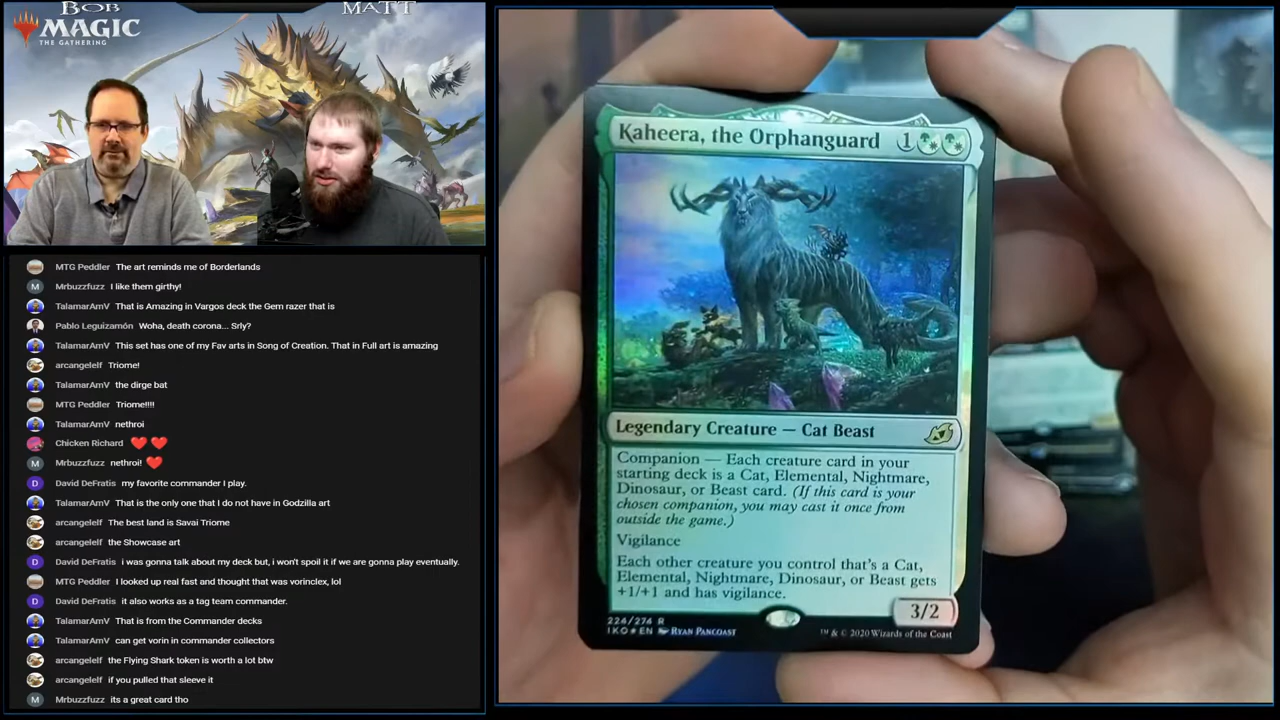 BOB
MATT
MAGIC
THE GATHERING
MTG Peddler The art reminds me of Borderlands
M Mrbuzzfuzz I like them girthy!
TalamarAmV That is Amazing in Vargos deck the Gem razer that is
Pablo Leguizamón Woha, death corona... Srly?
TalamarAmV This set has one of my Fav arts in Song of Creation. That in Full art is amazing
arcangelelf Triome!
TalamarAmV the dirge bat
MTG Peddler Triome!!!!
TalamarAmV nethroi
Chicken Richard ❤️ ❤️
M Mrbuzzfuzz nethroi! ❤️
D David DeFratis my favorite commander I play.
TalamarAmV That is the only one that I do not have in Godzilla art
arcangelelf The best land is Savai Triome
arcangelelf the Showcase art
D David DeFratis i was gonna talk about my deck but, i won't spoil it if we are gonna play eventually.
MTG Peddler I looked up real fast and thought that was vorinclex, lol
D David DeFratis it also works as a tag team commander.
TalamarAmV That is from the Commander decks
TalamarAmV can get vorin in commander collectors
arcangelelf the Flying Shark token is worth a lot btw
arcangelelf if you pulled that sleeve it
M Mrbuzzfuzz its a great card tho
Kaheera, the Orphanguard 1
Legendary Creature — Cat Beast
Companion — Each creature card in your
starting deck is a Cat, Elemental, Nightmare,
Dinosaur, or Beast card. (If this card is your
chosen companion, you may cast it once from
outside the game.)
Vigilance
Each other creature you control that's a Cat,
Elemental, Nightmare, Dinosaur, or Beast gets
+1/+1 and has vigilance.
3/2
224/274 R
IKO ★ EN RYAN PANCOAST
™ & © 2020 Wizards of the Coast